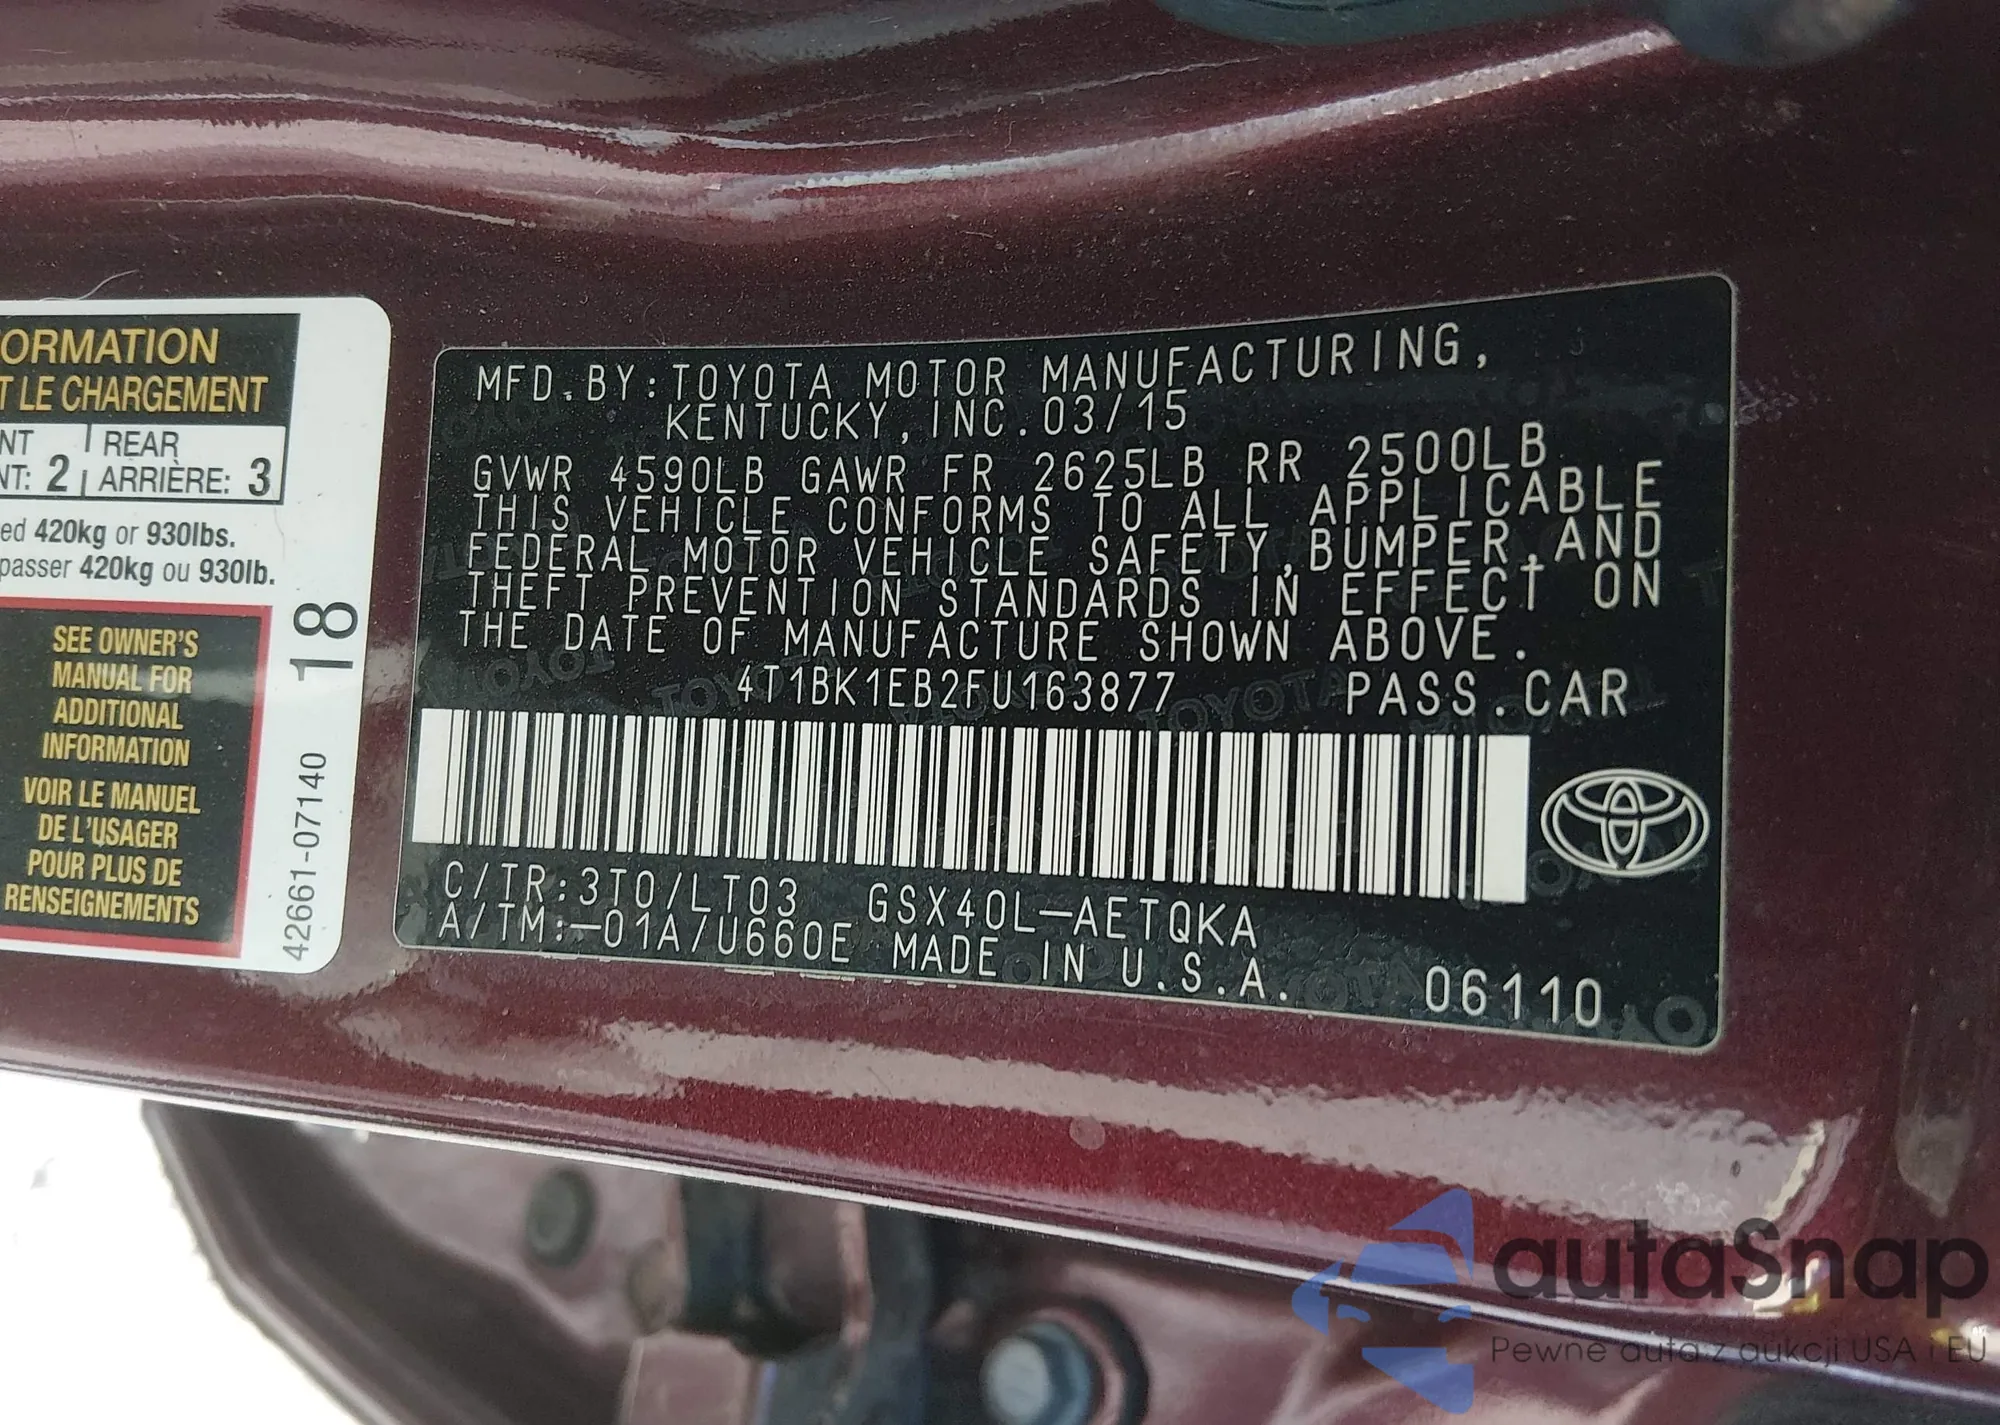 ORMATION
T LE CHARGEMENT
NT REAR
NT: 2 ARRIÈRE: 3
ed 420kg or 930lbs.
passer 420kg ou 930lb.
SEE OWNER'S
MANUAL FOR
ADDITIONAL
INFORMATION
VOIR LE MANUEL
DE L'USAGER
POUR PLUS DE
RENSEIGNEMENTS
18
42661-07140
MFD.BY:TOYOTA MOTOR MANUFACTURING,
KENTUCKY,INC.03/15
GVWR 4590LB GAWR FR 2625LB RR 2500LB
THIS VEHICLE CONFORMS TO ALL APPLICABLE
FEDERAL MOTOR VEHICLE SAFETY,BUMPER,AND
THEFT PREVENTION STANDARDS IN EFFECT ON
THE DATE OF MANUFACTURE SHOWN ABOVE.
4T1BK1EB2FU163877 PASS.CAR
C/TR:3T0/LT03 GSX40L-AETQKA
A/TM:-01A/U660E MADE IN U.S.A.
06110
autaSnap
Pewne auta z aukcji USA i EU